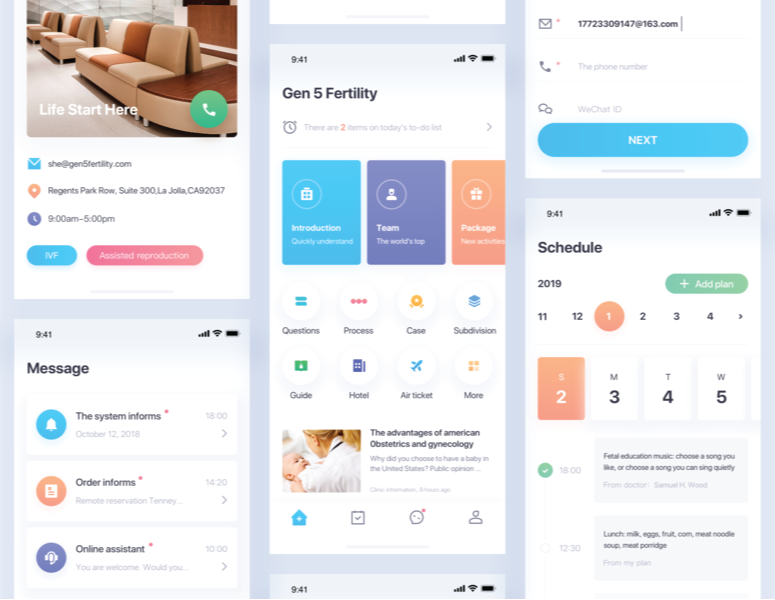 Life Start Here
she@gen5fertility.com
Regents Park Row, Suite 300,La Jolla,CA92037
9:00am–5:00pm
IVF
Assisted reproduction
9:41
Message
The system informs
18:00
October 12, 2018
Order informs
14:20
Remote reservation Tenney...
Online assistant
10:00
You are welcome. Would you...
9:41
Gen 5 Fertility
There are 2 items on today's to-do list
Introduction
Quickly understand
Team
The world's top
Package
New activities
Questions
Process
Case
Subdivision
Guide
Hotel
Air ticket
More
The advantages of american
Obstetrics and gynecology
Why did you choose to have a baby in
the United States? Public opinion ...
Clinic information, 8 hours ago
9:41
* 17723309147@163.com
* The phone number
WeChat ID
NEXT
9:41
Schedule
2019
+ Add plan
11 12 1 2 3 4 >
S M T W
2 3 4 5
18:00
Fetal education music: choose a song you
like, or choose a song you can sing quietly
From doctor: Samuel H. Wood
12:30
Lunch: milk, eggs, fruit, corn, meat noodle
soup, meat porridge
From my plan